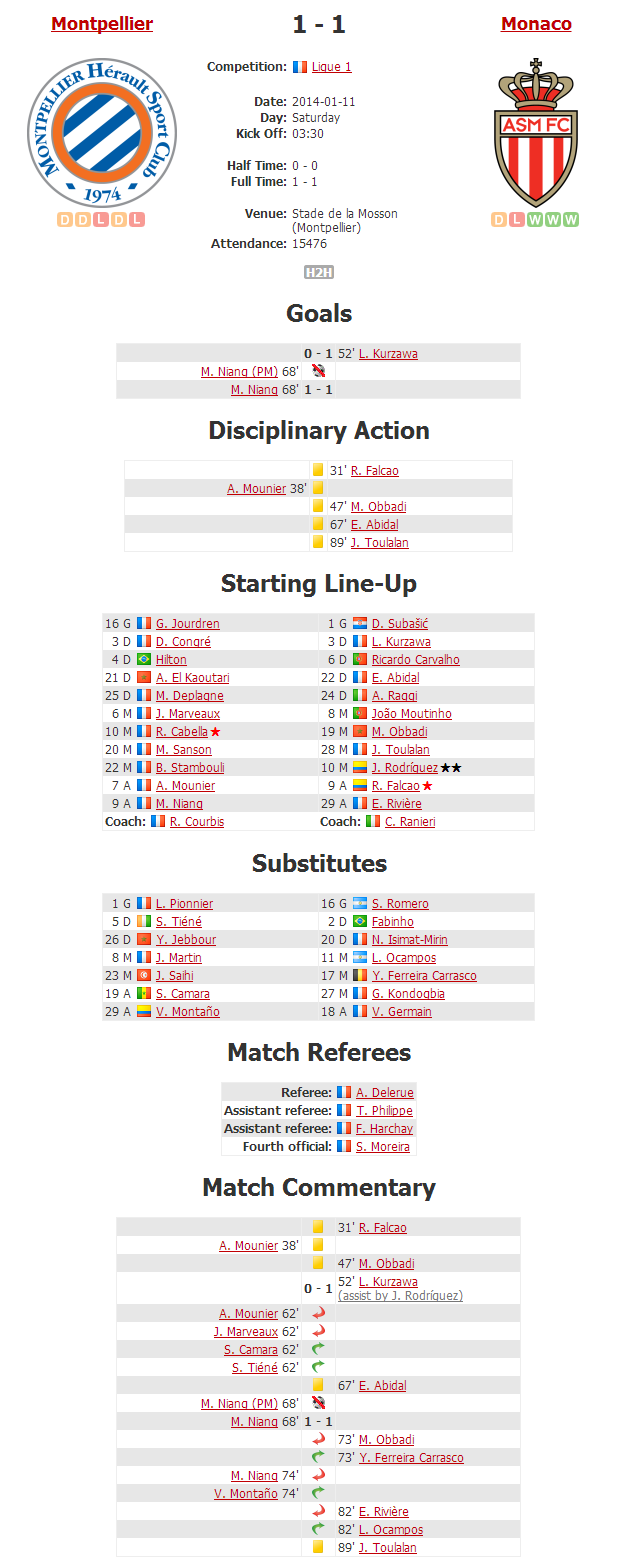 Montpellier 1 - 1 Monaco
MONTPELLIER Hérault Sport Club
1974
ASM FC
Competition: Ligue 1
Date: 2014-01-11
Day: Saturday
Kick Off: 03:30
Half Time: 0 - 0
Full Time: 1 - 1
Venue: Stade de la Mosson
(Montpellier)
Attendance: 15476
D D L D L
D L W W W
H2H
Goals
0 - 1 52' L. Kurzawa
M. Niang (PM) 68'
M. Niang 68' 1 - 1
Disciplinary Action
31' R. Falcao
A. Mounier 38'
47' M. Obbadi
67' E. Abidal
89' J. Toulalan
Starting Line-Up
16 G G. Jourdren 1 G D. Subašić
3 D D. Congré 3 D L. Kurzawa
4 D Hilton 6 D Ricardo Carvalho
21 D A. El Kaoutari 22 D E. Abidal
25 D M. Deplagne 24 D A. Raggi
6 M J. Marveaux 8 M João Moutinho
10 M R. Cabella 19 M M. Obbadi
20 M M. Sanson 28 M J. Toulalan
22 M B. Stambouli 10 M J. Rodríguez
7 A A. Mounier 9 A R. Falcao
9 A M. Niang 29 A E. Rivière
Coach: R. Courbis Coach: C. Ranieri
Substitutes
1 G L. Pionnier 16 G S. Romero
5 D S. Tiéné 2 D Fabinho
26 D Y. Jebbour 20 D N. Isimat-Mirin
8 M J. Martin 11 M L. Ocampos
23 M J. Saihi 17 M Y. Ferreira Carrasco
19 A S. Camara 27 M G. Kondogbia
29 A V. Montaño 18 A V. Germain
Match Referees
Referee: A. Delerue
Assistant referee: T. Philippe
Assistant referee: F. Harchay
Fourth official: S. Moreira
Match Commentary
31' R. Falcao
A. Mounier 38'
47' M. Obbadi
0 - 1 52' L. Kurzawa
(assist by J. Rodríguez)
A. Mounier 62'
J. Marveaux 62'
S. Camara 62'
S. Tiéné 62'
67' E. Abidal
M. Niang (PM) 68'
M. Niang 68' 1 - 1
73' M. Obbadi
73' Y. Ferreira Carrasco
M. Niang 74'
V. Montaño 74'
82' E. Rivière
82' L. Ocampos
89' J. Toulalan